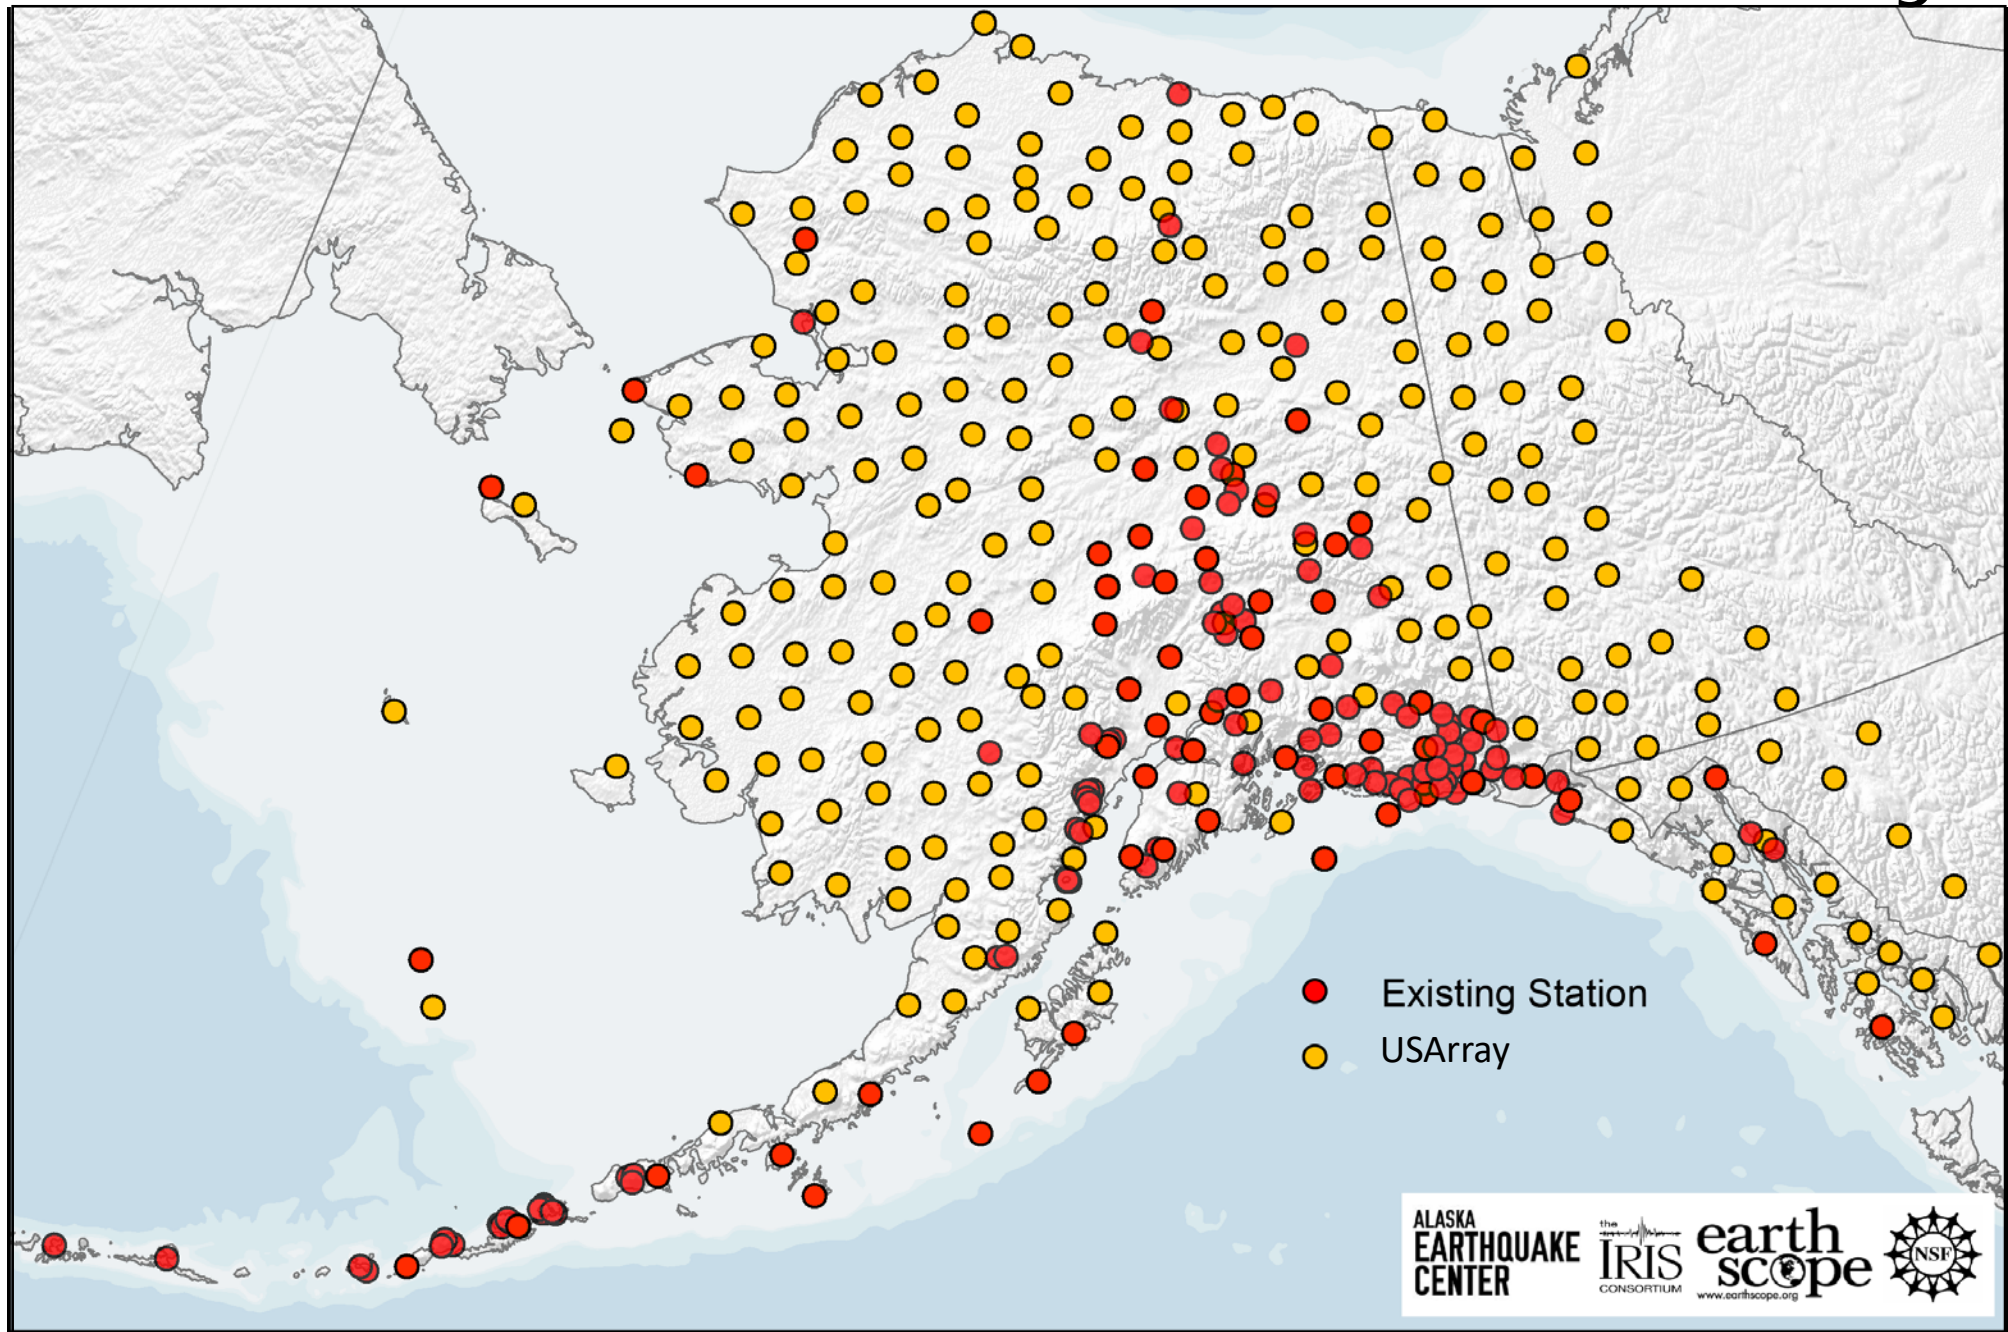 g
Existing Station
USArray
ALASKA
EARTHQUAKE
CENTER
the
IRIS
CONSORTIUM
earth
scope
www.earthscope.org
NSF